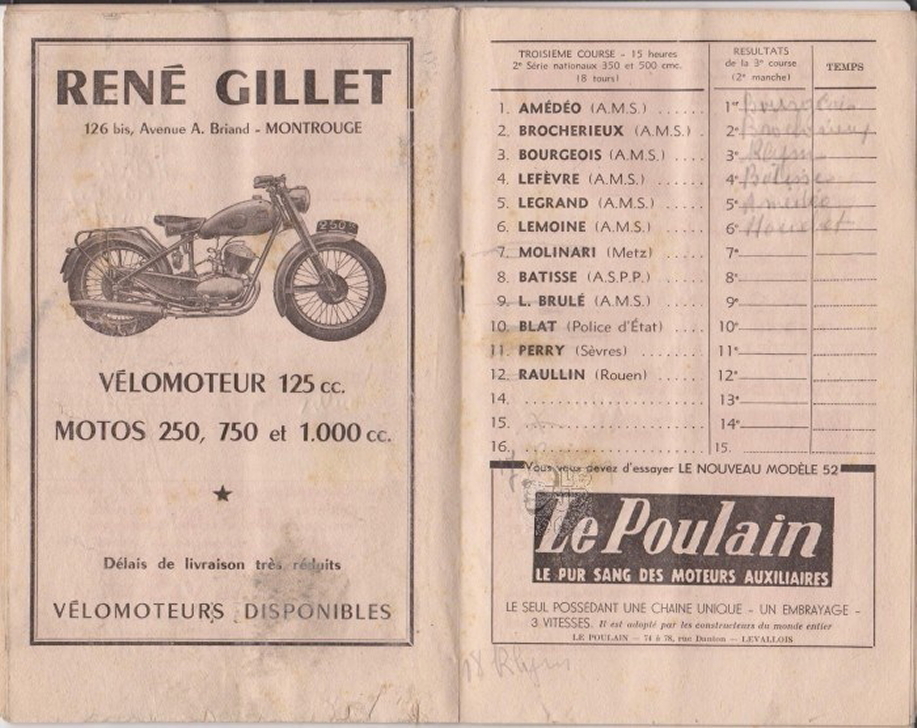 RENÉ GILLET
126 bis, Avenue A. Briand - MONTROUGE
250
VÉLOMOTEUR 125 cc.
MOTOS 250, 750 et 1.000 cc.
Délais de livraison très réduits
VÉLOMOTEURS DISPONIBLES
TROISIEME COURSE - 15 heures
2e Série nationaux 350 et 500 cmc.
(8 tours)
RESULTATS
de la 3e course
(2e manche)
TEMPS
1. AMÉDÉO (A.M.S.) .....
2. BROCHERIEUX (A.M.S.) .
3. BOURGEOIS (A.M.S.) ....
4. LEFÈVRE (A.M.S.) ......
5. LEGRAND (A.M.S.) .....
6. LEMOINE (A.M.S.) ......
7. MOLINARI (Metz) ......
8. BATISSE (A.S.P.P.) .....
9. L. BRULÉ (A.M.S.) .....
10. BLAT (Police d'État) ....
11. PERRY (Sèvres) ........
12. RAULLIN (Rouen) ......
14. ....................
15. ....................
16. ....................
1er Bourgeois
2e Brocherieux
3e Rhym
4e Batisse
5e Amédéo
6e
7e
8e
9e
10e
11e
12e
13e
14e
15.
Vous vous devez d'essayer LE NOUVEAU MODÈLE 52
Le Poulain
LE PUR SANG DES MOTEURS AUXILIAIRES
LE SEUL POSSÉDANT UNE CHAINE UNIQUE - UN EMBRAYAGE -
3 VITESSES. Il est adopté par les constructeurs du monde entier
LE POULAIN — 74 à 78, rue Danton — LEVALLOIS
18 Rhym